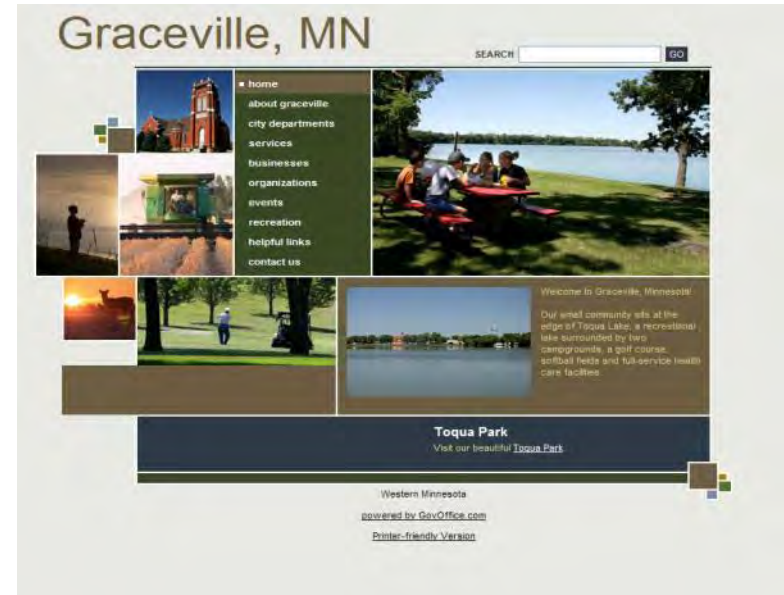 Graceville, MN
SEARCH
GO
home
about graceville
city departments
services
businesses
organizations
events
recreation
helpful links
contact us
Welcome to Graceville, Minnesota!
Our small community sits at the
edge of Toqua Lake, a recreational
lake surrounded by two
campgrounds, a golf course,
softball fields and full-service health
care facilities.
Toqua Park
Visit our beautiful Toqua Park
Western Minnesota
powered by GovOffice.com
Printer-friendly Version